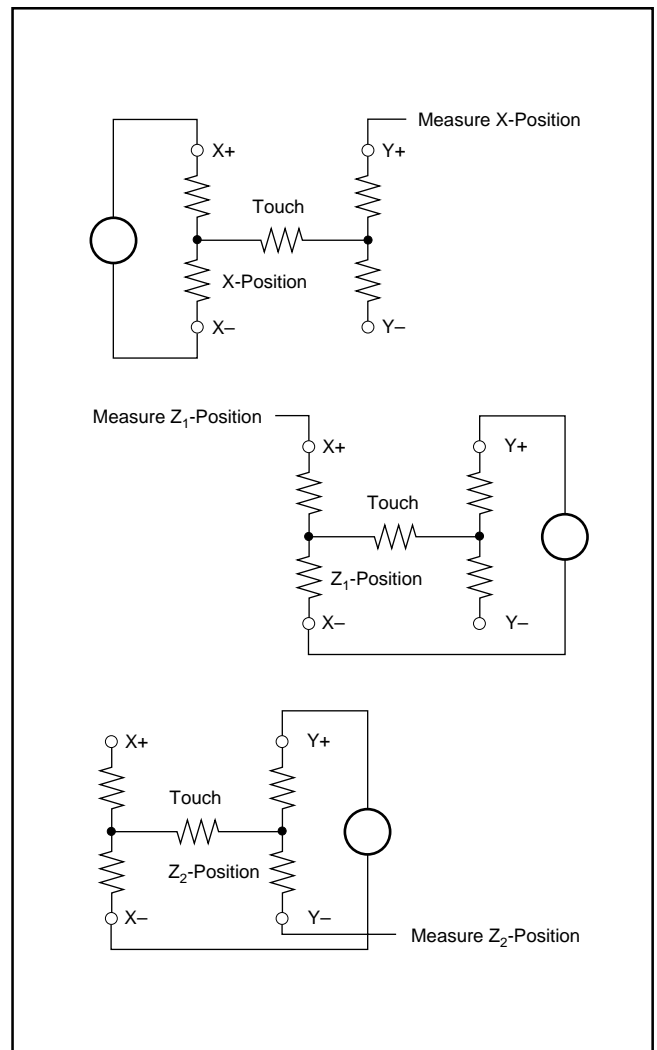 Measure X-Position
X+
Y+
Touch
X-Position
X–
Y–
Measure Z₁-Position
X+
Y+
Touch
Z₁-Position
X–
Y–
X+
Y+
Touch
Z₂-Position
X–
Y–
Measure Z₂-Position